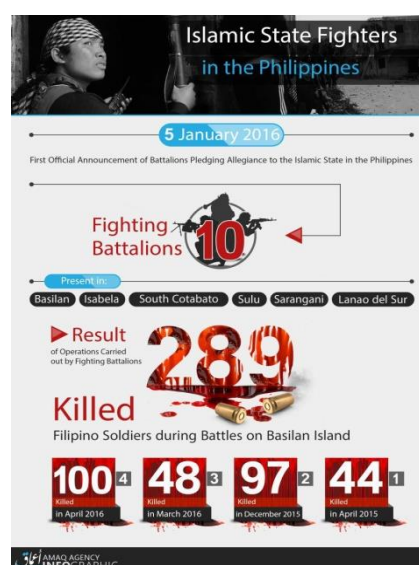 Islamic State Fighters
in the Philippines
5 January 2016
First Official Announcement of Battalions Pledging Allegiance to the Islamic State in the Philippines
Fighting
Battalions
10
Present in:
Basilan Isabela South Cotabato Sulu Sarangani Lanao del Sur
Result
of Operations Carried
out by Fighting Battalions
289
Killed
Filipino Soldiers during Battles on Basilan Island
100 4 48 3 97 2 44 1
Killed Killed Killed Killed
in April 2016 in March 2016 in December 2015 in April 2015
AMAQ AGENCY
INFOGRAPHIC